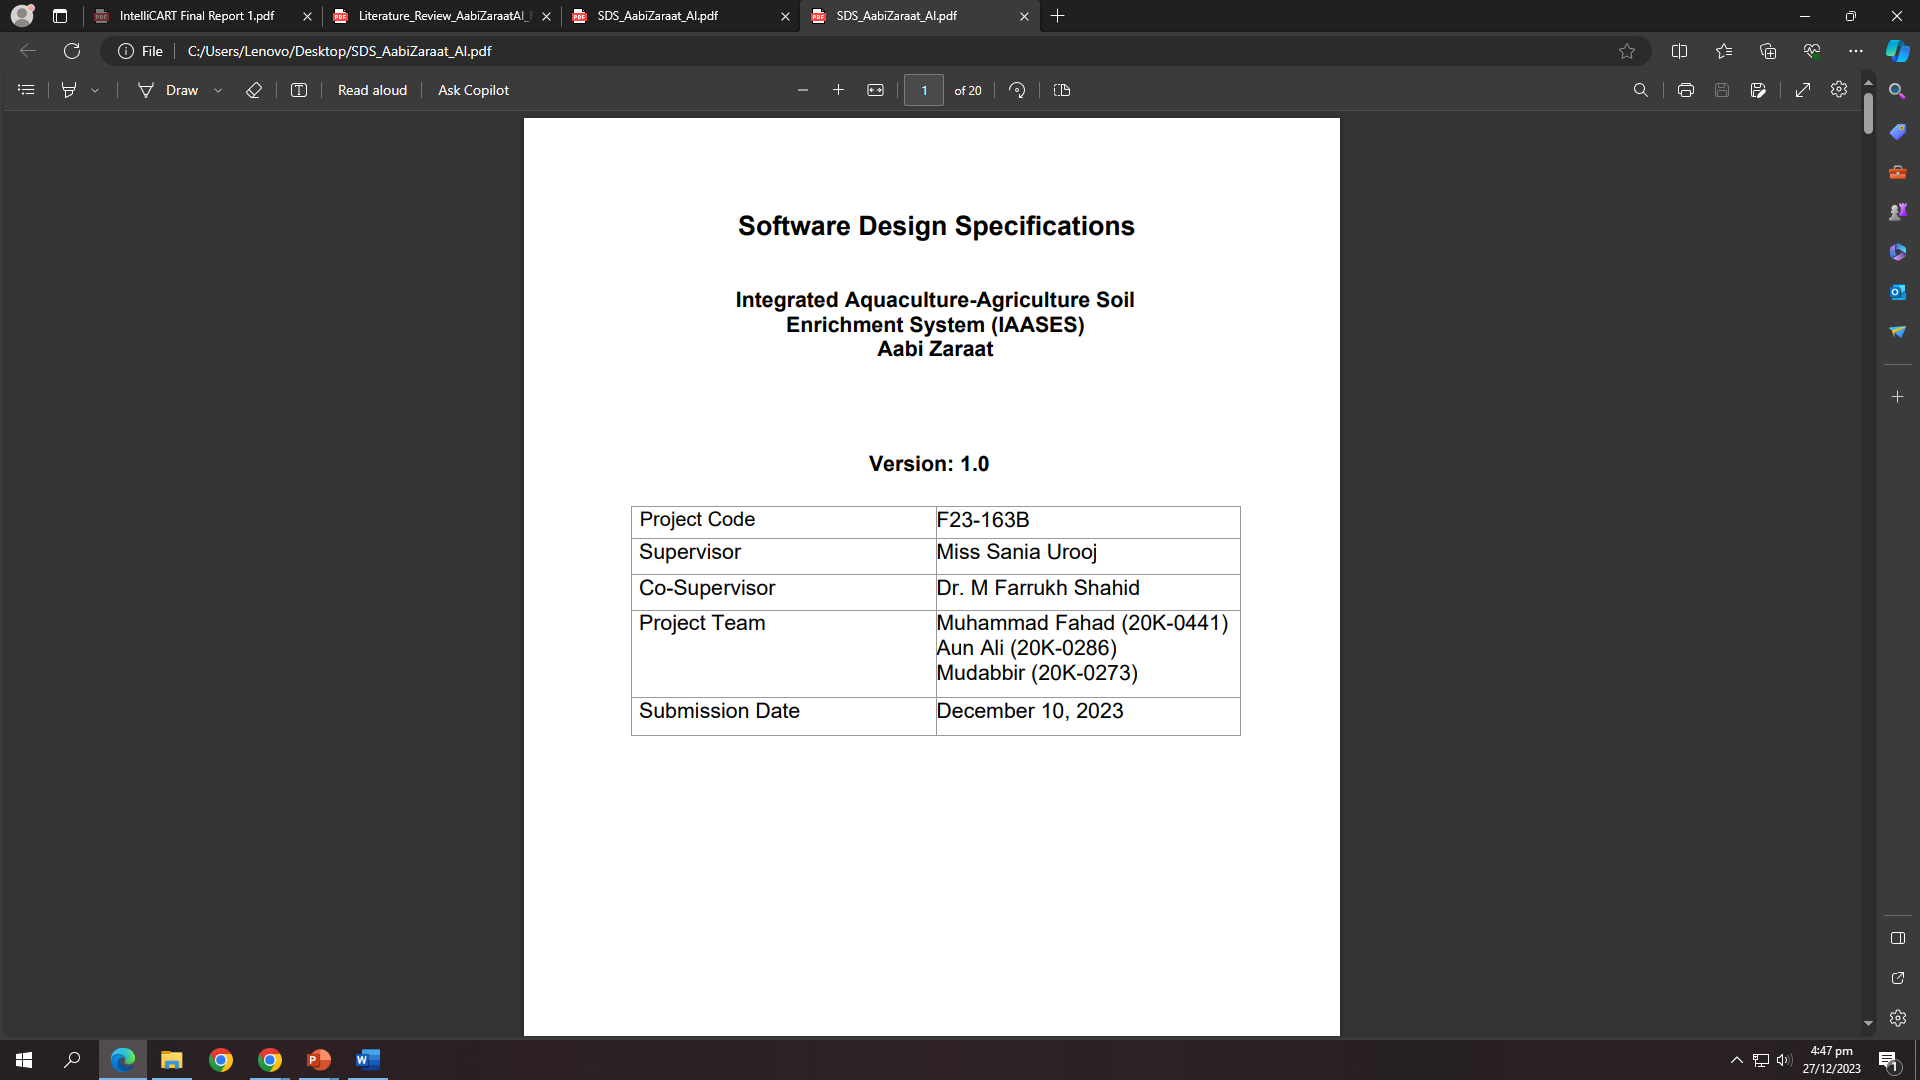 IntelliCART Final Report 1.pdf
Literature_Review_AabiZaraatAI_
SDS_AabiZaraat_AI.pdf
SDS_AabiZaraat_AI.pdf
File
C:/Users/Lenovo/Desktop/SDS_AabiZaraat_AI.pdf
Draw
Read aloud
Ask Copilot
1
of 20
Software Design Specifications
Integrated Aquaculture-Agriculture Soil
Enrichment System (IAASES)
Aabi Zaraat
Version: 1.0
Project Code F23-163B
Supervisor Miss Sania Urooj
Co-Supervisor Dr. M Farrukh Shahid
Project Team Muhammad Fahad (20K-0441)
Aun Ali (20K-0286)
Mudabbir (20K-0273)
Submission Date December 10, 2023
4:47 pm
27/12/2023
1